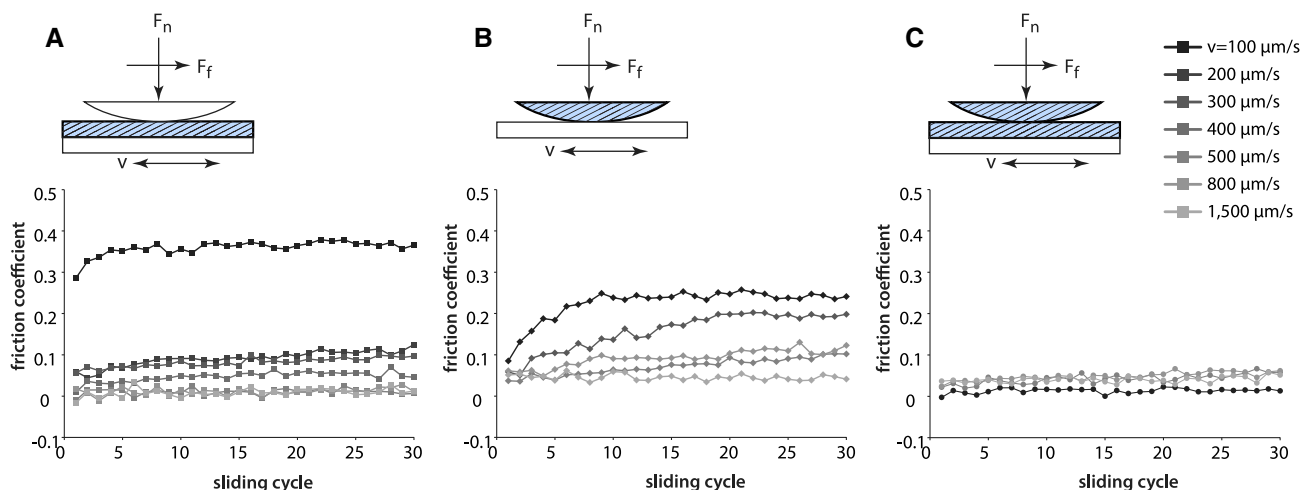 A
Fn
Ff
v
B
Fn
Ff
v
C
Fn
Ff
v
v=100 µm/s
200 µm/s
300 µm/s
400 µm/s
500 µm/s
800 µm/s
1,500 µm/s
friction coefficient
0.5
0.4
0.3
0.2
0.1
0
-0.1
0 5 10 15 20 25 30
sliding cycle
friction coefficient
0.5
0.4
0.3
0.2
0.1
0
-0.1
0 5 10 15 20 25 30
sliding cycle
friction coefficient
0.5
0.4
0.3
0.2
0.1
0
-0.1
0 5 10 15 20 25 30
sliding cycle